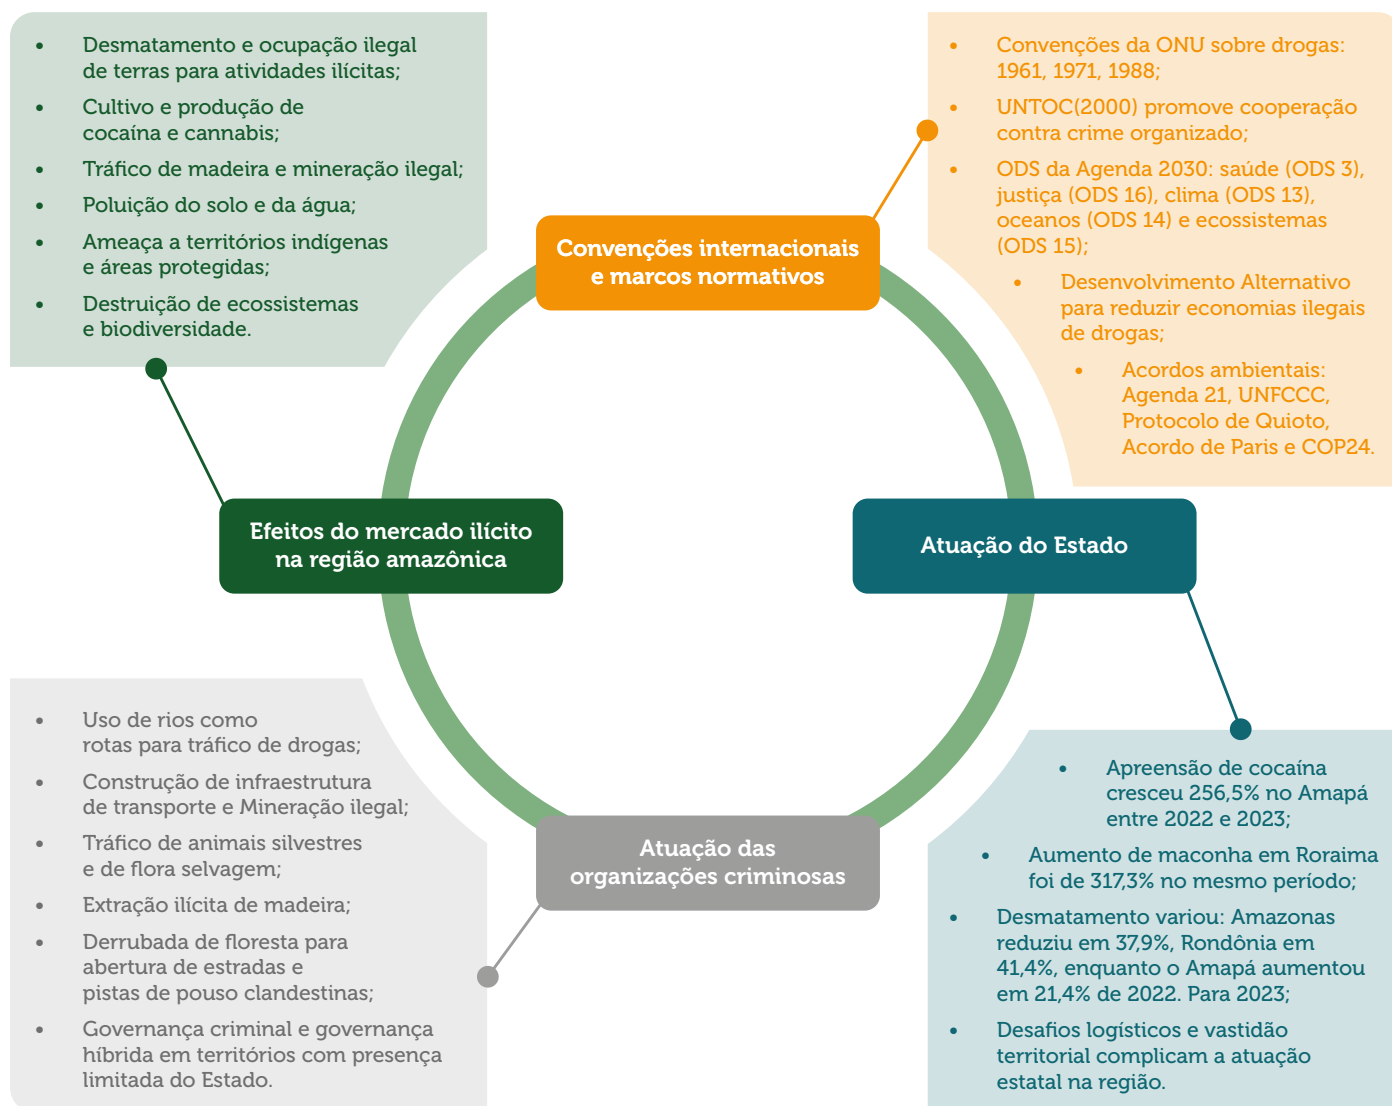 • Desmatamento e ocupação ilegal
de terras para atividades ilícitas;
• Cultivo e produção de
cocaína e cannabis;
• Tráfico de madeira e mineração ilegal;
• Poluição do solo e da água;
• Ameaça a territórios indígenas
e áreas protegidas;
• Destruição de ecossistemas
e biodiversidade.
• Convenções da ONU sobre drogas:
1961, 1971, 1988;
• UNTOC(2000) promove cooperação
contra crime organizado;
• ODS da Agenda 2030: saúde (ODS 3),
justiça (ODS 16), clima (ODS 13),
oceanos (ODS 14) e ecossistemas
(ODS 15);
• Desenvolvimento Alternativo
para reduzir economias ilegais
de drogas;
• Acordos ambientais:
Agenda 21, UNFCCC,
Protocolo de Quioto,
Acordo de Paris e COP24.
Convenções internacionais
e marcos normativos
Efeitos do mercado ilícito
na região amazônica
Atuação do Estado
Atuação das
organizações criminosas
• Uso de rios como
rotas para tráfico de drogas;
• Construção de infraestrutura
de transporte e Mineração ilegal;
• Tráfico de animais silvestres
e de flora selvagem;
• Extração ilícita de madeira;
• Derrubada de floresta para
abertura de estradas e
pistas de pouso clandestinas;
• Governança criminal e governança
híbrida em territórios com presença
limitada do Estado.
• Apreensão de cocaína
cresceu 256,5% no Amapá
entre 2022 e 2023;
• Aumento de maconha em Roraima
foi de 317,3% no mesmo período;
• Desmatamento variou: Amazonas
reduziu em 37,9%, Rondônia em
41,4%, enquanto o Amapá aumentou
em 21,4% de 2022. Para 2023;
• Desafios logísticos e vastidão
territorial complicam a atuação
estatal na região.